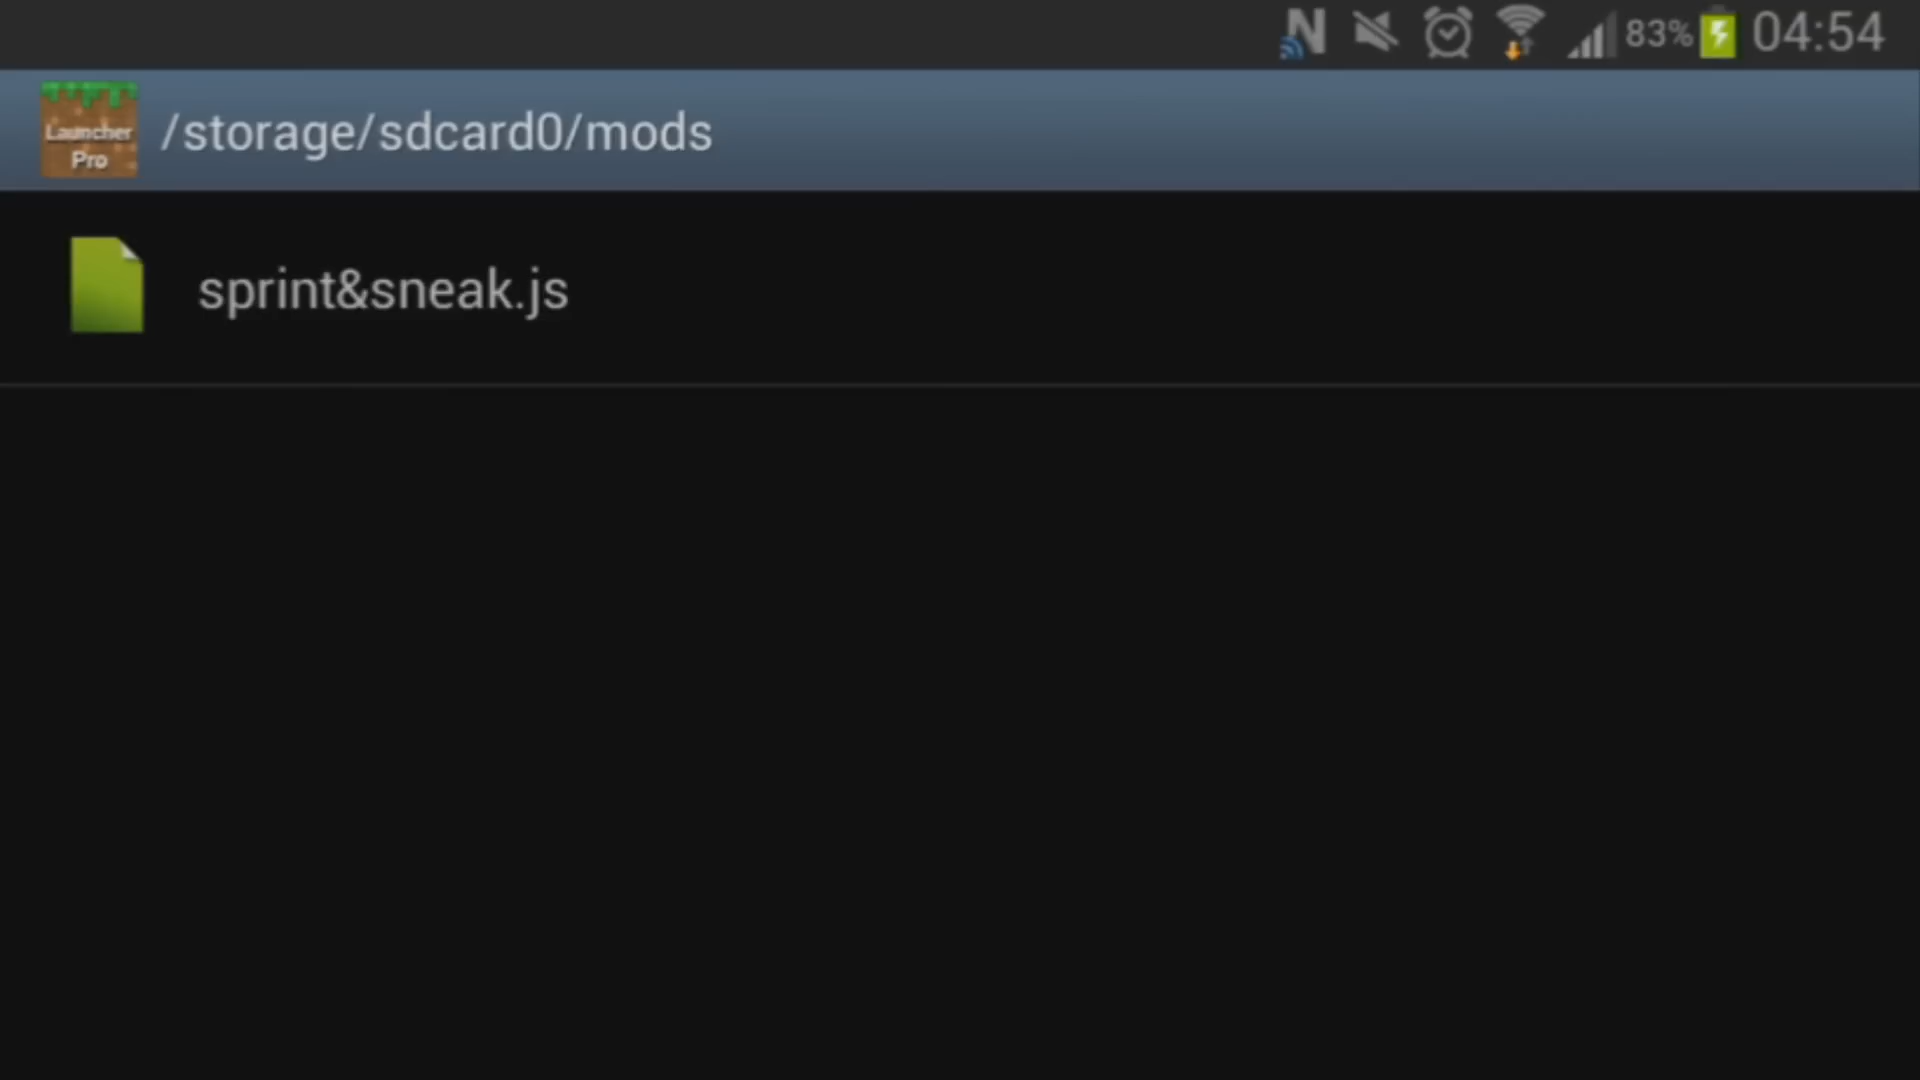 83% 04:54
Launcher
Pro
/storage/sdcard0/mods
sprint&sneak.js